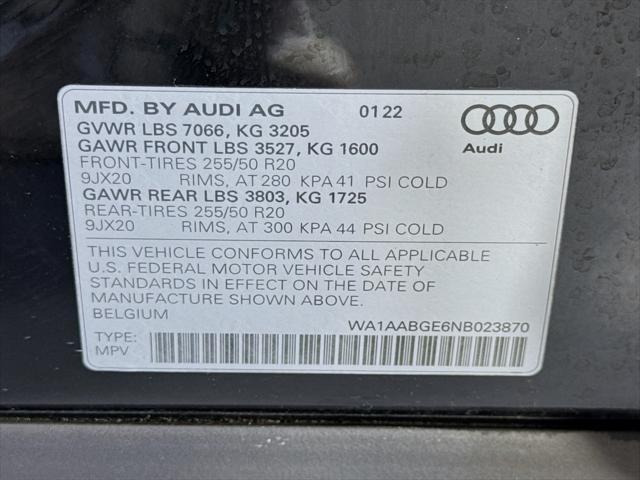 MFD. BY AUDI AG 01 22
GVWR LBS 7066, KG 3205
GAWR FRONT LBS 3527, KG 1600
FRONT-TIRES 255/50 R20
9JX20 RIMS, AT 280 KPA 41 PSI COLD
GAWR REAR LBS 3803, KG 1725
REAR-TIRES 255/50 R20
9JX20 RIMS, AT 300 KPA 44 PSI COLD
Audi
THIS VEHICLE CONFORMS TO ALL APPLICABLE
U.S. FEDERAL MOTOR VEHICLE SAFETY
STANDARDS IN EFFECT ON THE DATE OF
MANUFACTURE SHOWN ABOVE.
BELGIUM WA1AABGE6NB023870
TYPE:
MPV